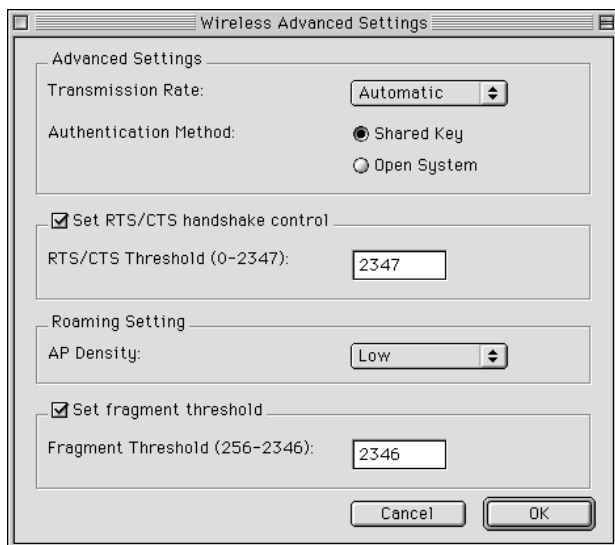 Wireless Advanced Settings
Advanced Settings
Transmission Rate: Automatic
Authentication Method: Shared Key
Open System
Set RTS/CTS handshake control
RTS/CTS Threshold (0-2347): 2347
Roaming Setting
AP Density: Low
Set fragment threshold
Fragment Threshold (256-2346): 2346
Cancel OK